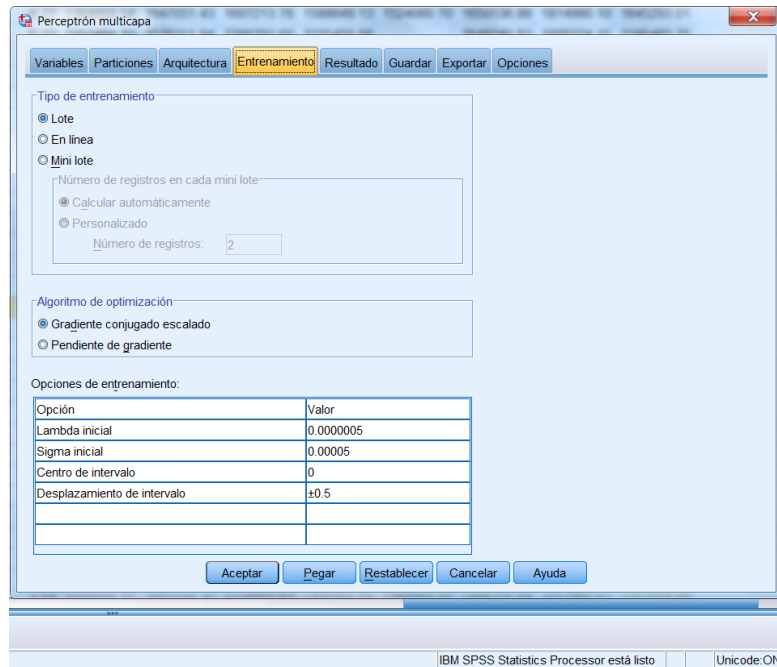 Perceptrón multicapa
Variables Particiones Arquitectura Entrenamiento Resultado Guardar Exportar Opciones
Tipo de entrenamiento
Lote
En línea
Mini lote
Número de registros en cada mini lote
Calcular automáticamente
Personalizado
Número de registros: 2
Algoritmo de optimización
Gradiente conjugado escalado
Pendiente de gradiente
Opciones de entrenamiento:
Opción Valor
Lambda inicial 0.0000005
Sigma inicial 0.00005
Centro de intervalo 0
Desplazamiento de intervalo ±0.5
Aceptar Pegar Restablecer Cancelar Ayuda
IBM SPSS Statistics Processor está listo Unicode:ON